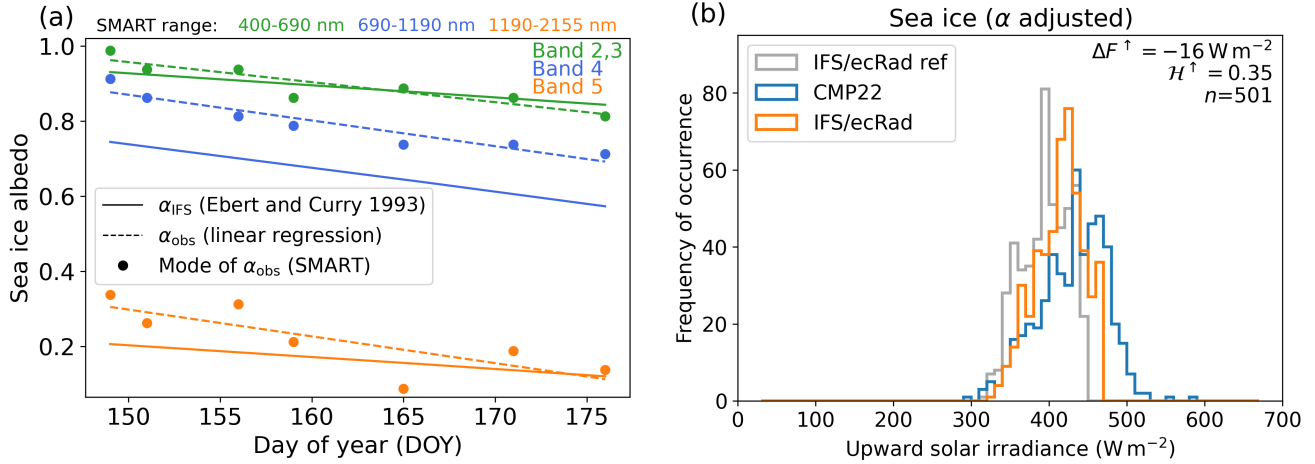 (a)
SMART range: 400-690 nm 690-1190 nm 1190-2155 nm
Band 2,3
Band 4
Band 5
α_IFS (Ebert and Curry 1993)
α_obs (linear regression)
Mode of α_obs (SMART)
1.0
0.8
0.6
0.4
0.2
Sea ice albedo
150 155 160 165 170 175
Day of year (DOY)
(b)
Sea ice (α adjusted)
IFS/ecRad ref
CMP22
IFS/ecRad
ΔF↑ = −16 W m⁻²
ℋ↑ = 0.35
n=501
80
60
40
20
0
Frequency of occurrence
0 100 200 300 400 500 600 700
Upward solar irradiance (W m⁻²)